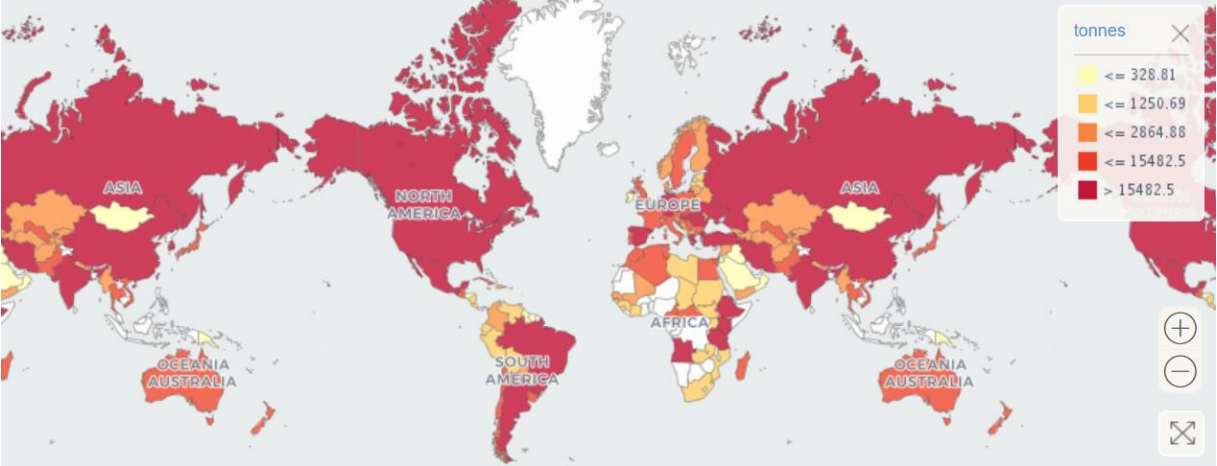 tonnes
<= 328.81
<= 1250.69
<= 2864.88
<= 15482.5
> 15482.5
ASIA
NORTH
AMERICA
EUROPE
ASIA
AFRICA
SOUTH
AMERICA
OCEANIA
AUSTRALIA
OCEANIA
AUSTRALIA